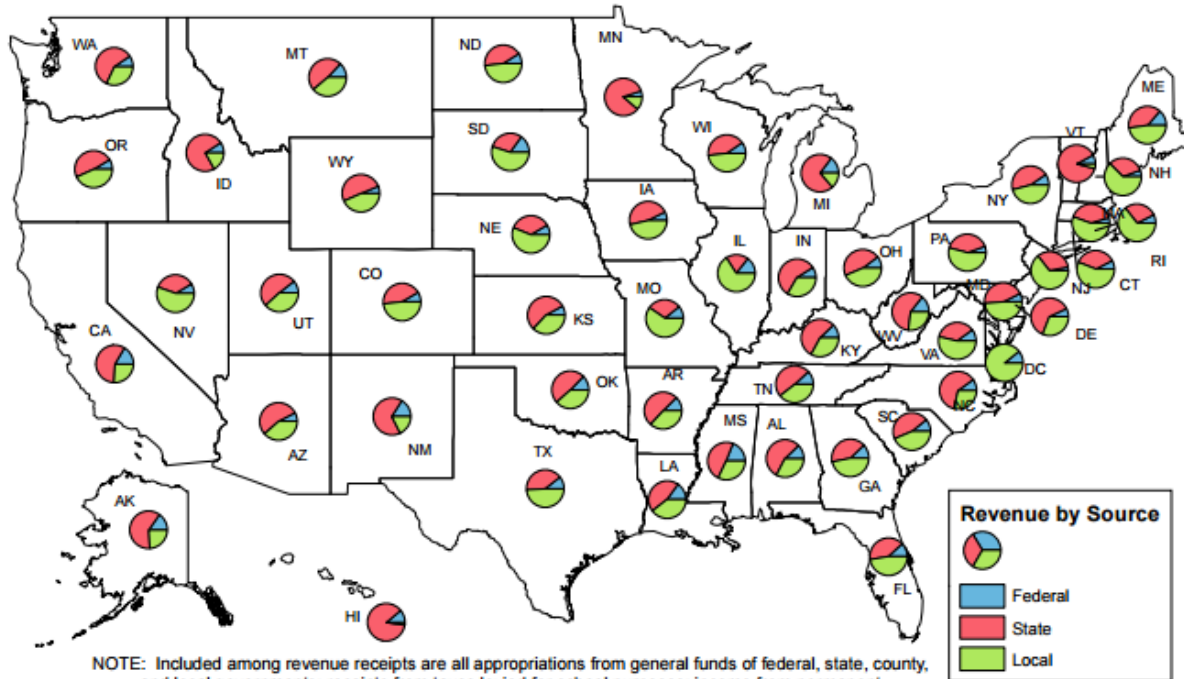 WA
MT
ND
MN
ME
OR
ID
SD
WI
VT
WY
MI
NY
NH
NE
IA
MA
IL
IN
OH
PA
RI
CO
MD
NJ
CT
NV
UT
KS
MO
WV
DE
CA
KY
VA
DC
OK
AR
TN
NC
AZ
NM
MS
AL
SC
TX
LA
GA
AK
FL
HI
Revenue by Source
Federal
State
Local
NOTE: Included among revenue receipts are all appropriations from general funds of federal, state, county,